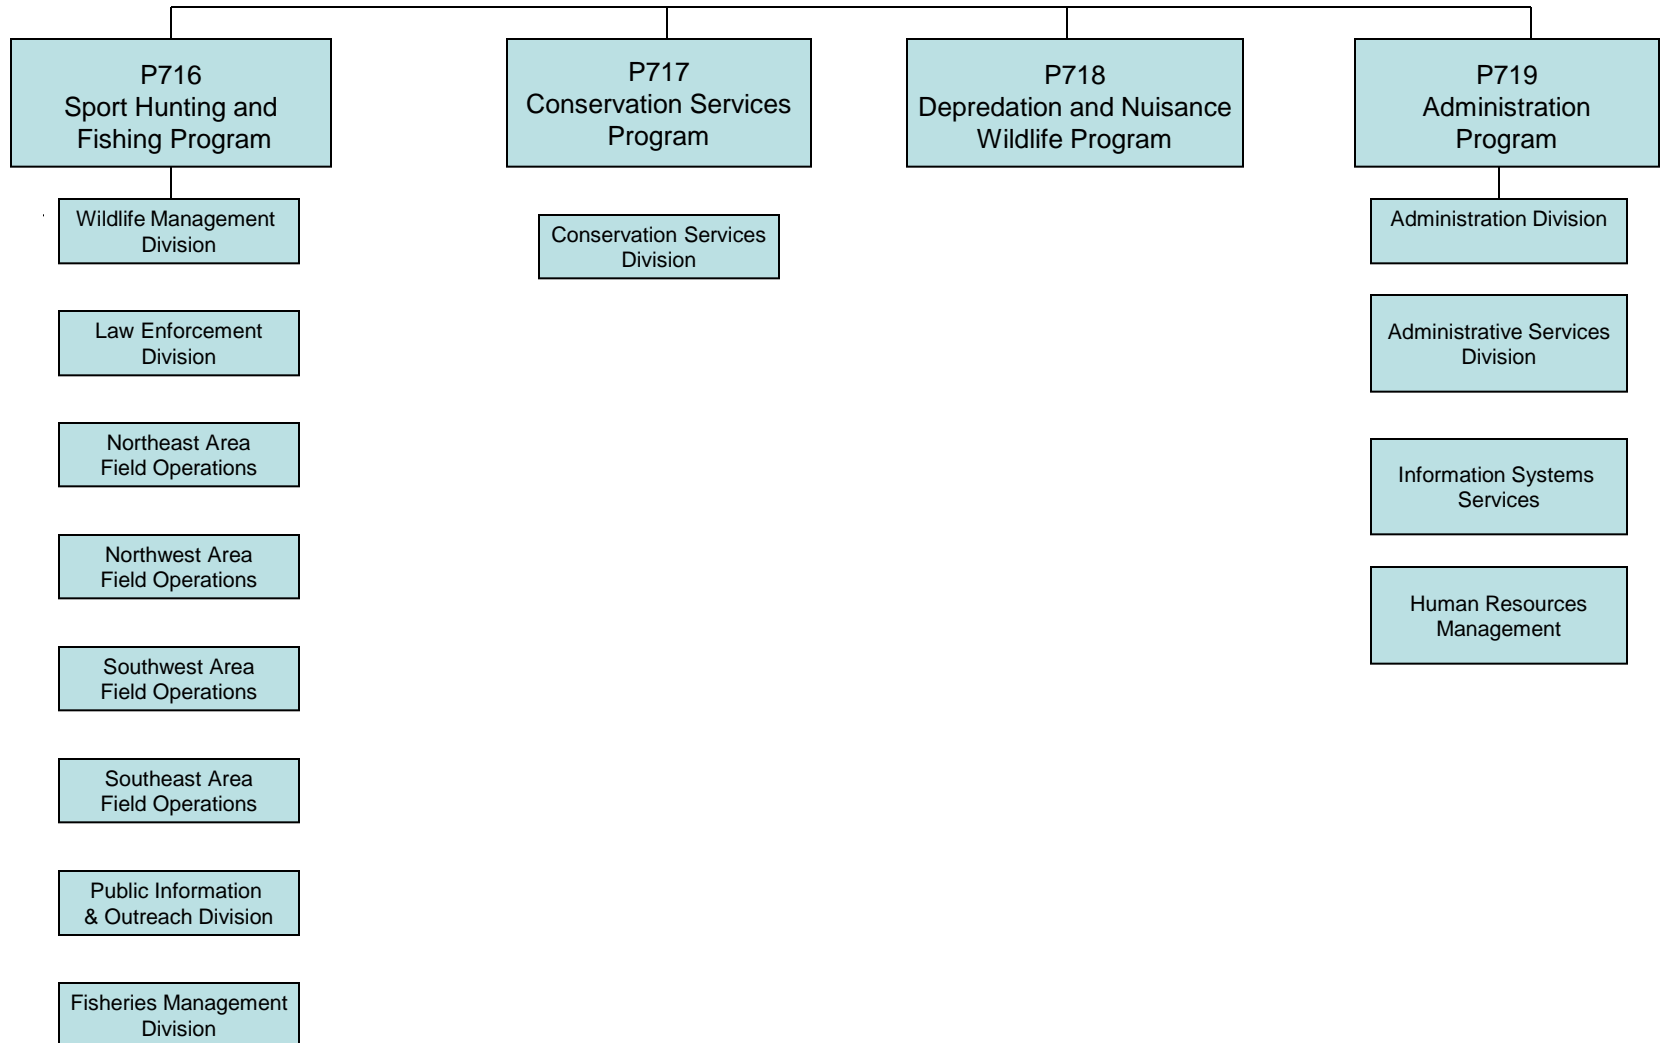 P716
Sport Hunting and
Fishing Program
P717
Conservation Services
Program
P718
Depredation and Nuisance
Wildlife Program
P719
Administration
Program
Wildlife Management
Division
Law Enforcement
Division
Northeast Area
Field Operations
Northwest Area
Field Operations
Southwest Area
Field Operations
Southeast Area
Field Operations
Public Information
& Outreach Division
Fisheries Management
Division
Conservation Services
Division
Administration Division
Administrative Services
Division
Information Systems
Services
Human Resources
Management